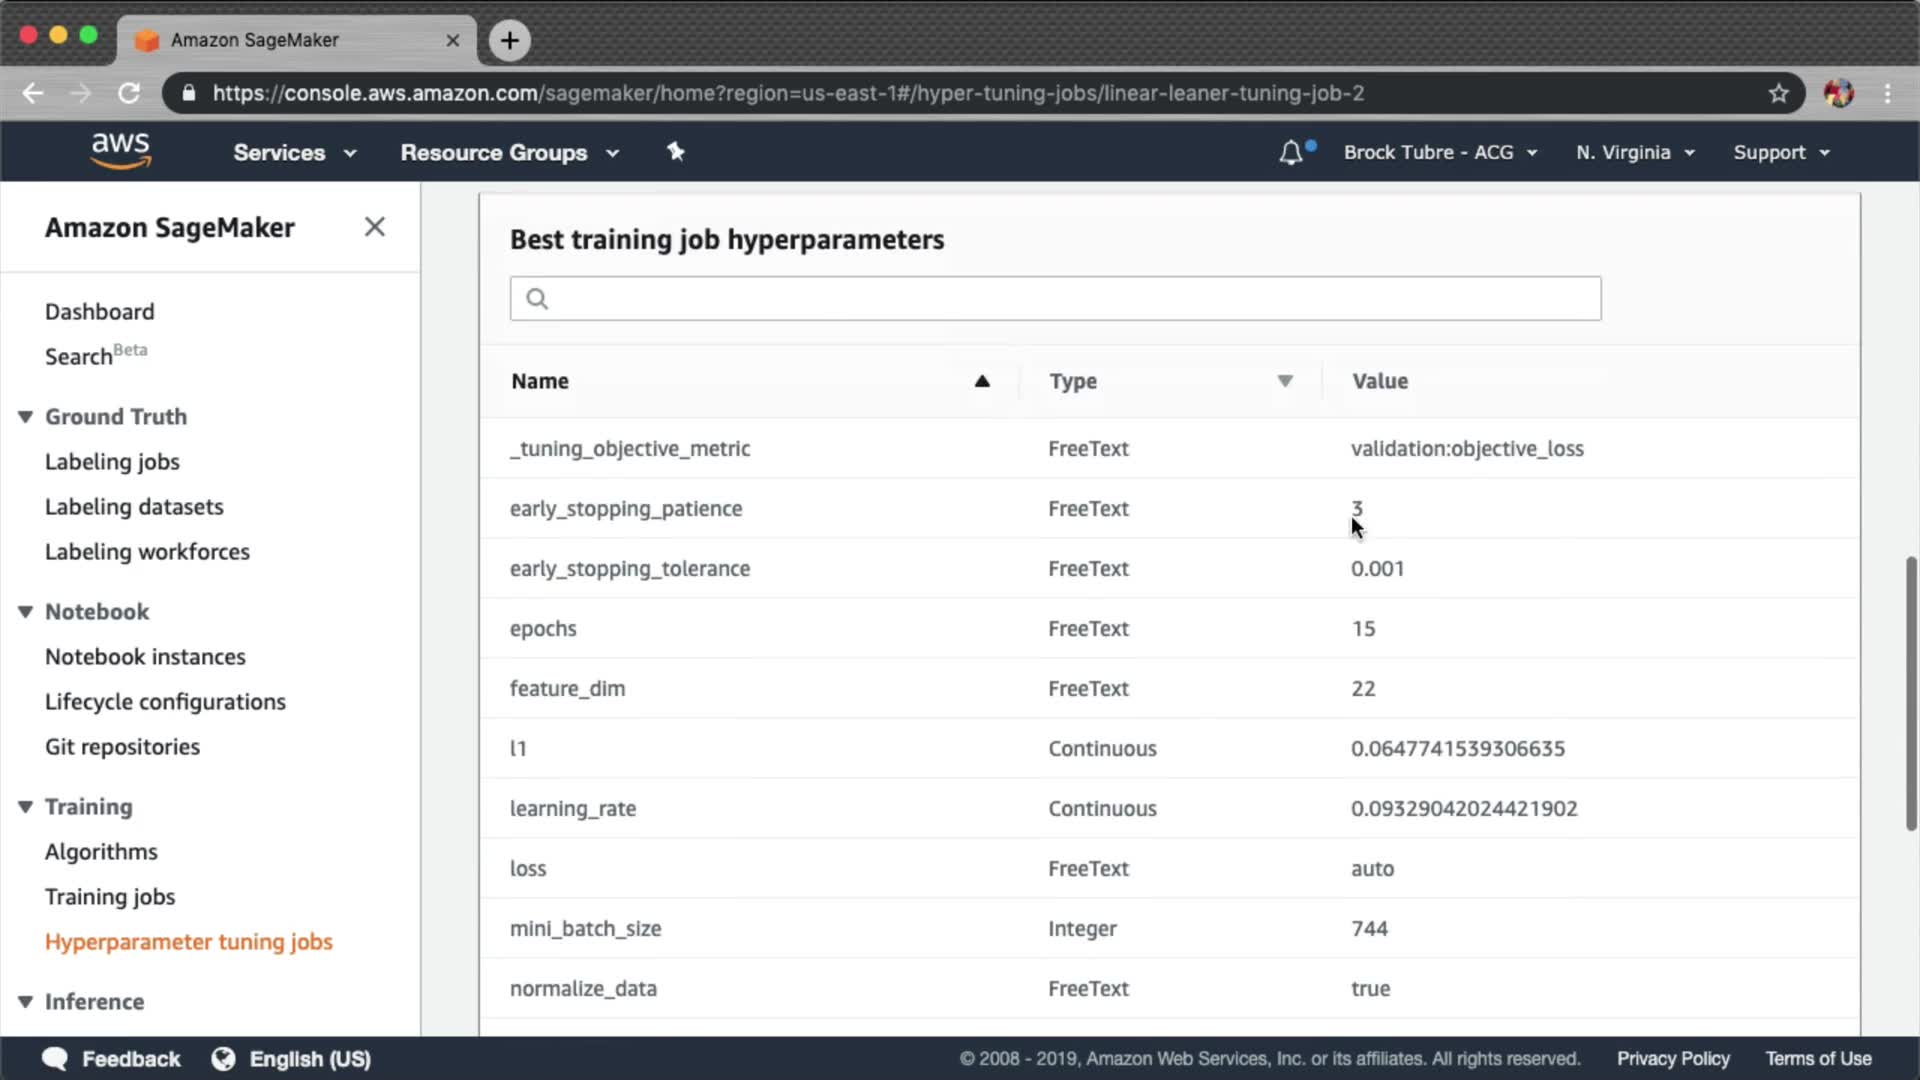 Amazon SageMaker
https://console.aws.amazon.com/sagemaker/home?region=us-east-1#/hyper-tuning-jobs/linear-leaner-tuning-job-2
aws Services Resource Groups Brock Tubre - ACG N. Virginia Support
Amazon SageMaker
Dashboard
Search Beta
Ground Truth
Labeling jobs
Labeling datasets
Labeling workforces
Notebook
Notebook instances
Lifecycle configurations
Git repositories
Training
Algorithms
Training jobs
Hyperparameter tuning jobs
Inference
Best training job hyperparameters
Name Type Value
_tuning_objective_metric FreeText validation:objective_loss
early_stopping_patience FreeText 3
early_stopping_tolerance FreeText 0.001
epochs FreeText 15
feature_dim FreeText 22
l1 Continuous 0.0647741539306635
learning_rate Continuous 0.09329042024421902
loss FreeText auto
mini_batch_size Integer 744
normalize_data FreeText true
Feedback English (US) © 2008 - 2019, Amazon Web Services, Inc. or its affiliates. All rights reserved. Privacy Policy Terms of Use